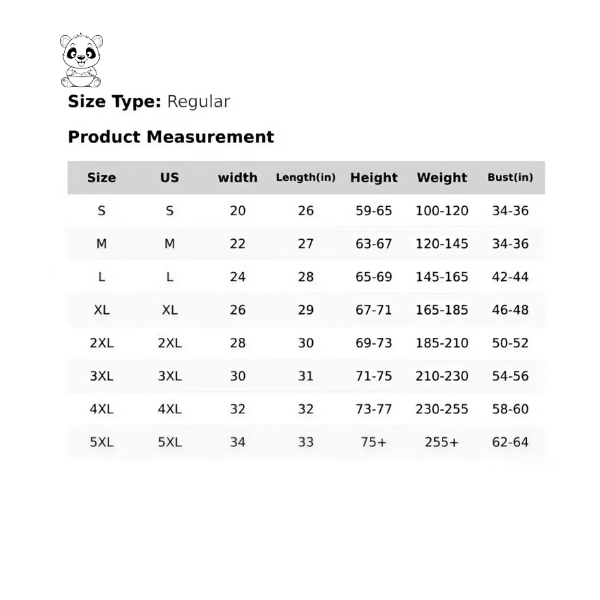 Size Type: Regular
Product Measurement
Size US width Length(in) Height Weight Bust(in)
S S 20 26 59-65 100-120 34-36
M M 22 27 63-67 120-145 34-36
L L 24 28 65-69 145-165 42-44
XL XL 26 29 67-71 165-185 46-48
2XL 2XL 28 30 69-73 185-210 50-52
3XL 3XL 30 31 71-75 210-230 54-56
4XL 4XL 32 32 73-77 230-255 58-60
5XL 5XL 34 33 75+ 255+ 62-64